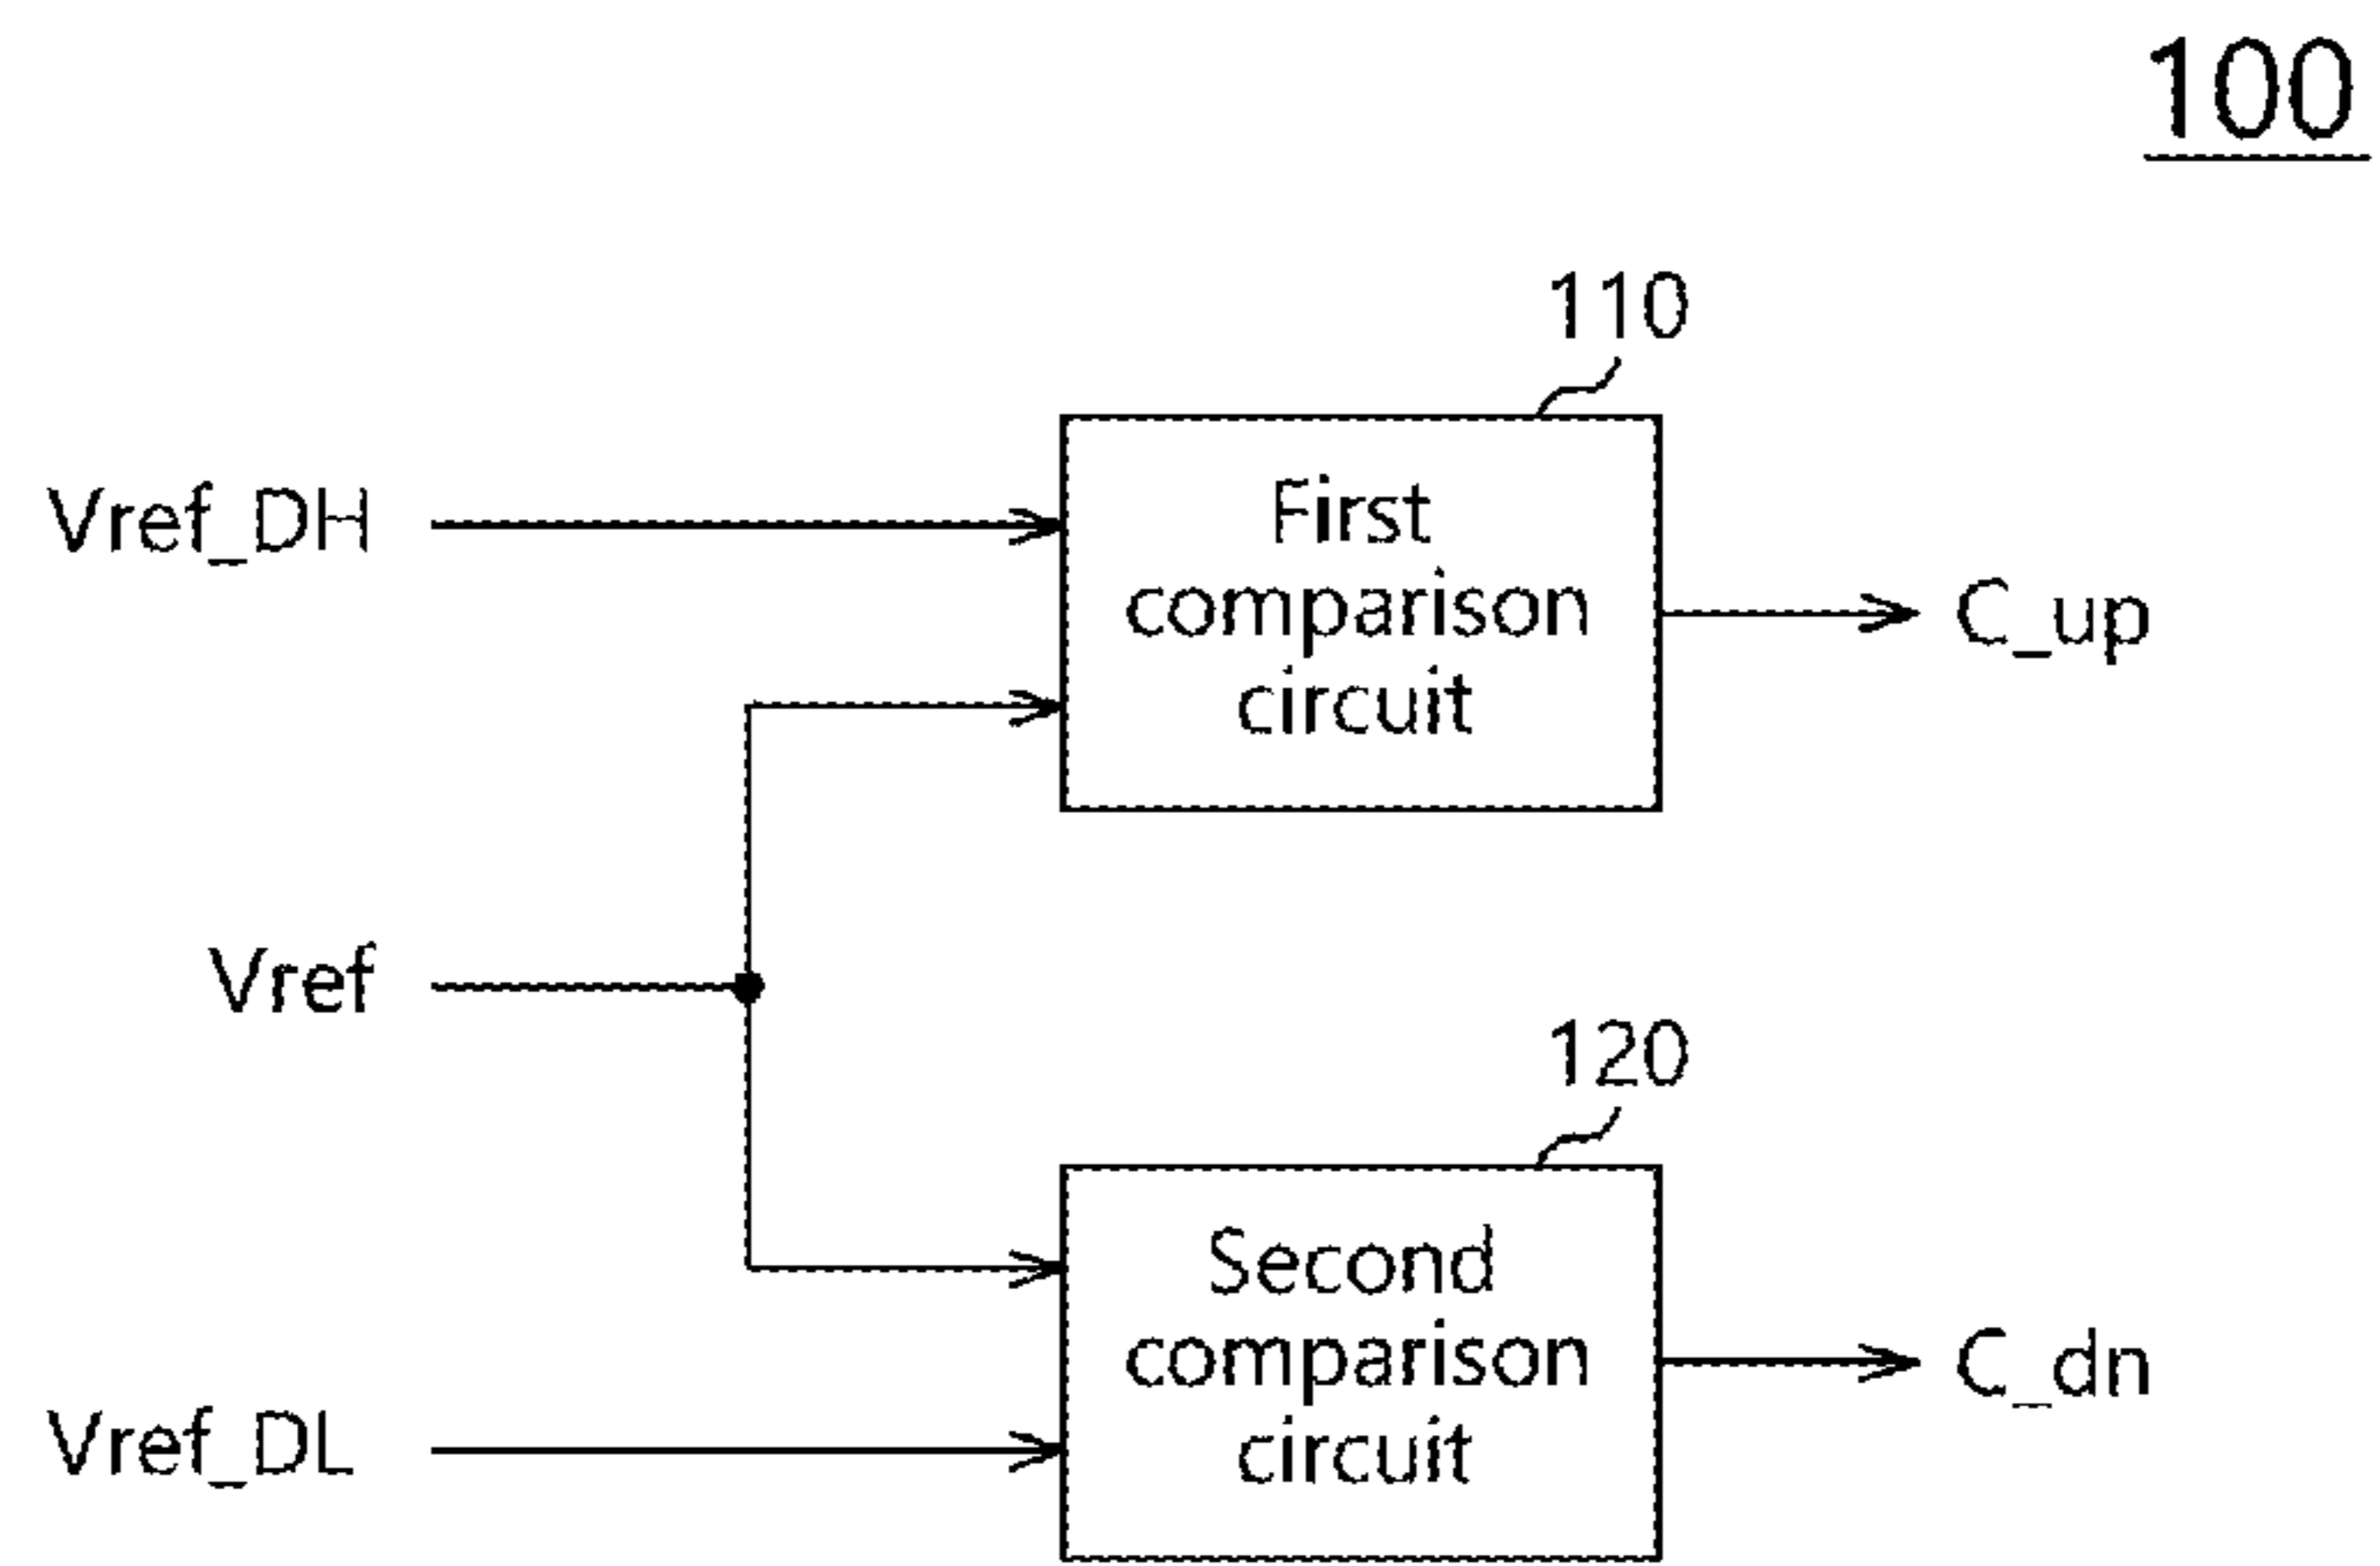 100
110
Vref_DH
First
comparison
circuit
C_up
Vref
120
Second
comparison
circuit
C_dn
Vref_DL